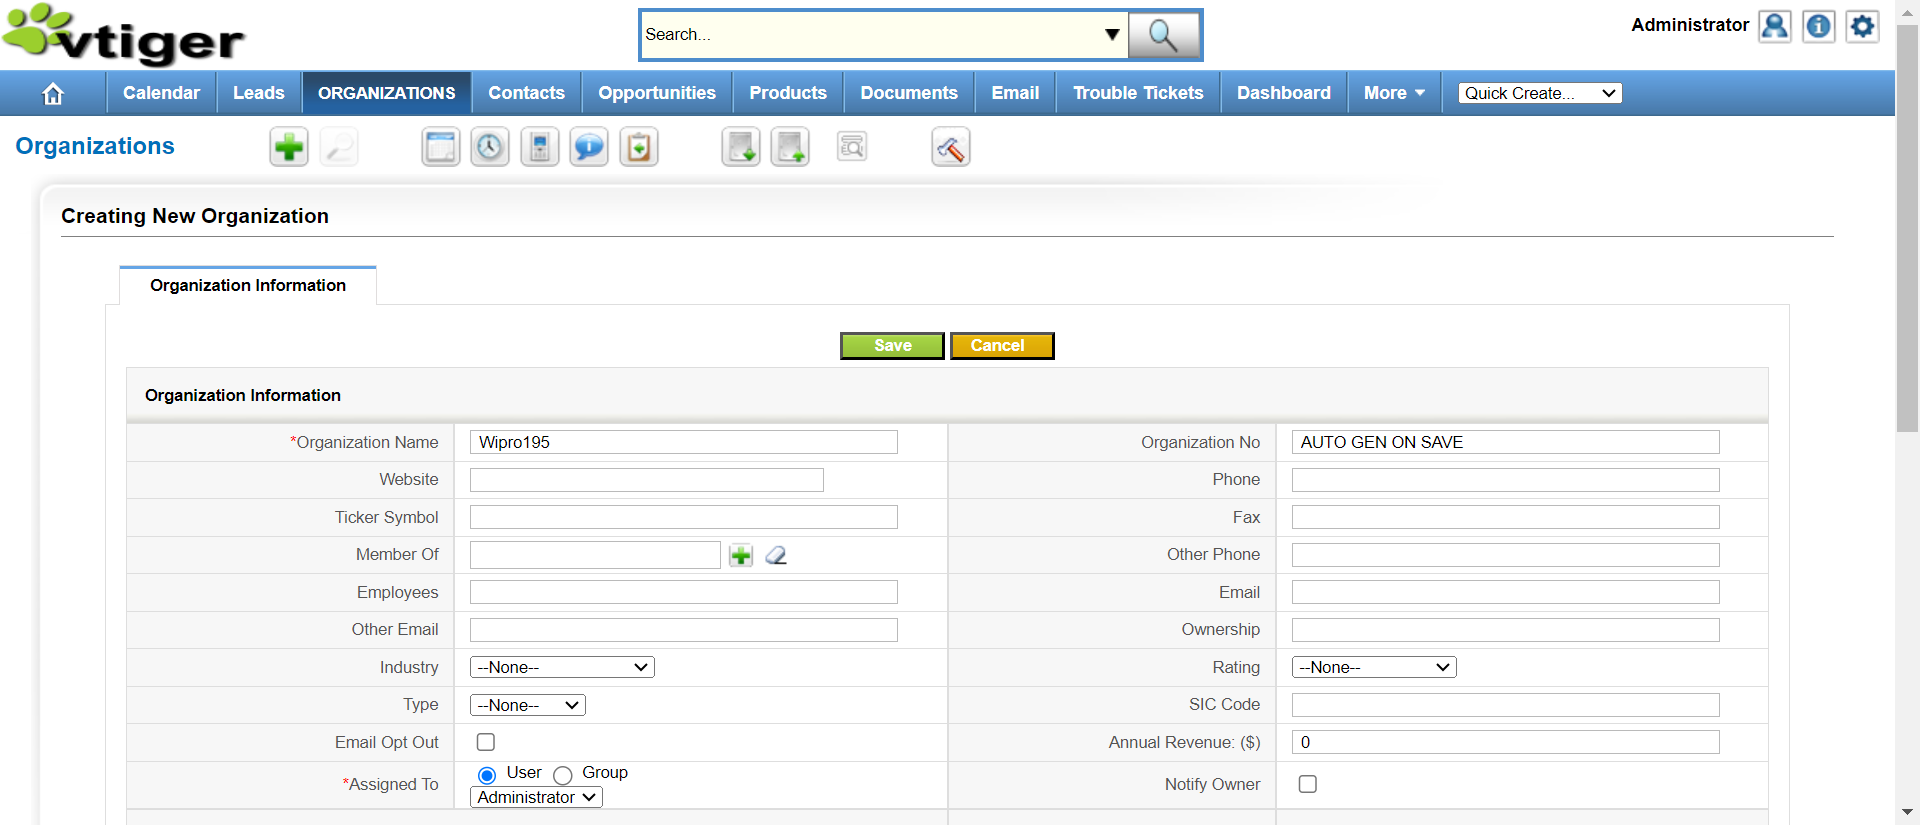 vtiger
Search...
Administrator
Calendar Leads ORGANIZATIONS Contacts Opportunities Products Documents Email Trouble Tickets Dashboard More Quick Create...
Organizations
Creating New Organization
Organization Information
Save Cancel
Organization Information
*Organization Name Wipro195 Organization No AUTO GEN ON SAVE
Website Phone
Ticker Symbol Fax
Member Of Other Phone
Employees Email
Other Email Ownership
Industry --None-- Rating --None--
Type --None-- SIC Code
Email Opt Out Annual Revenue: ($) 0
*Assigned To User Group Notify Owner
Administrator